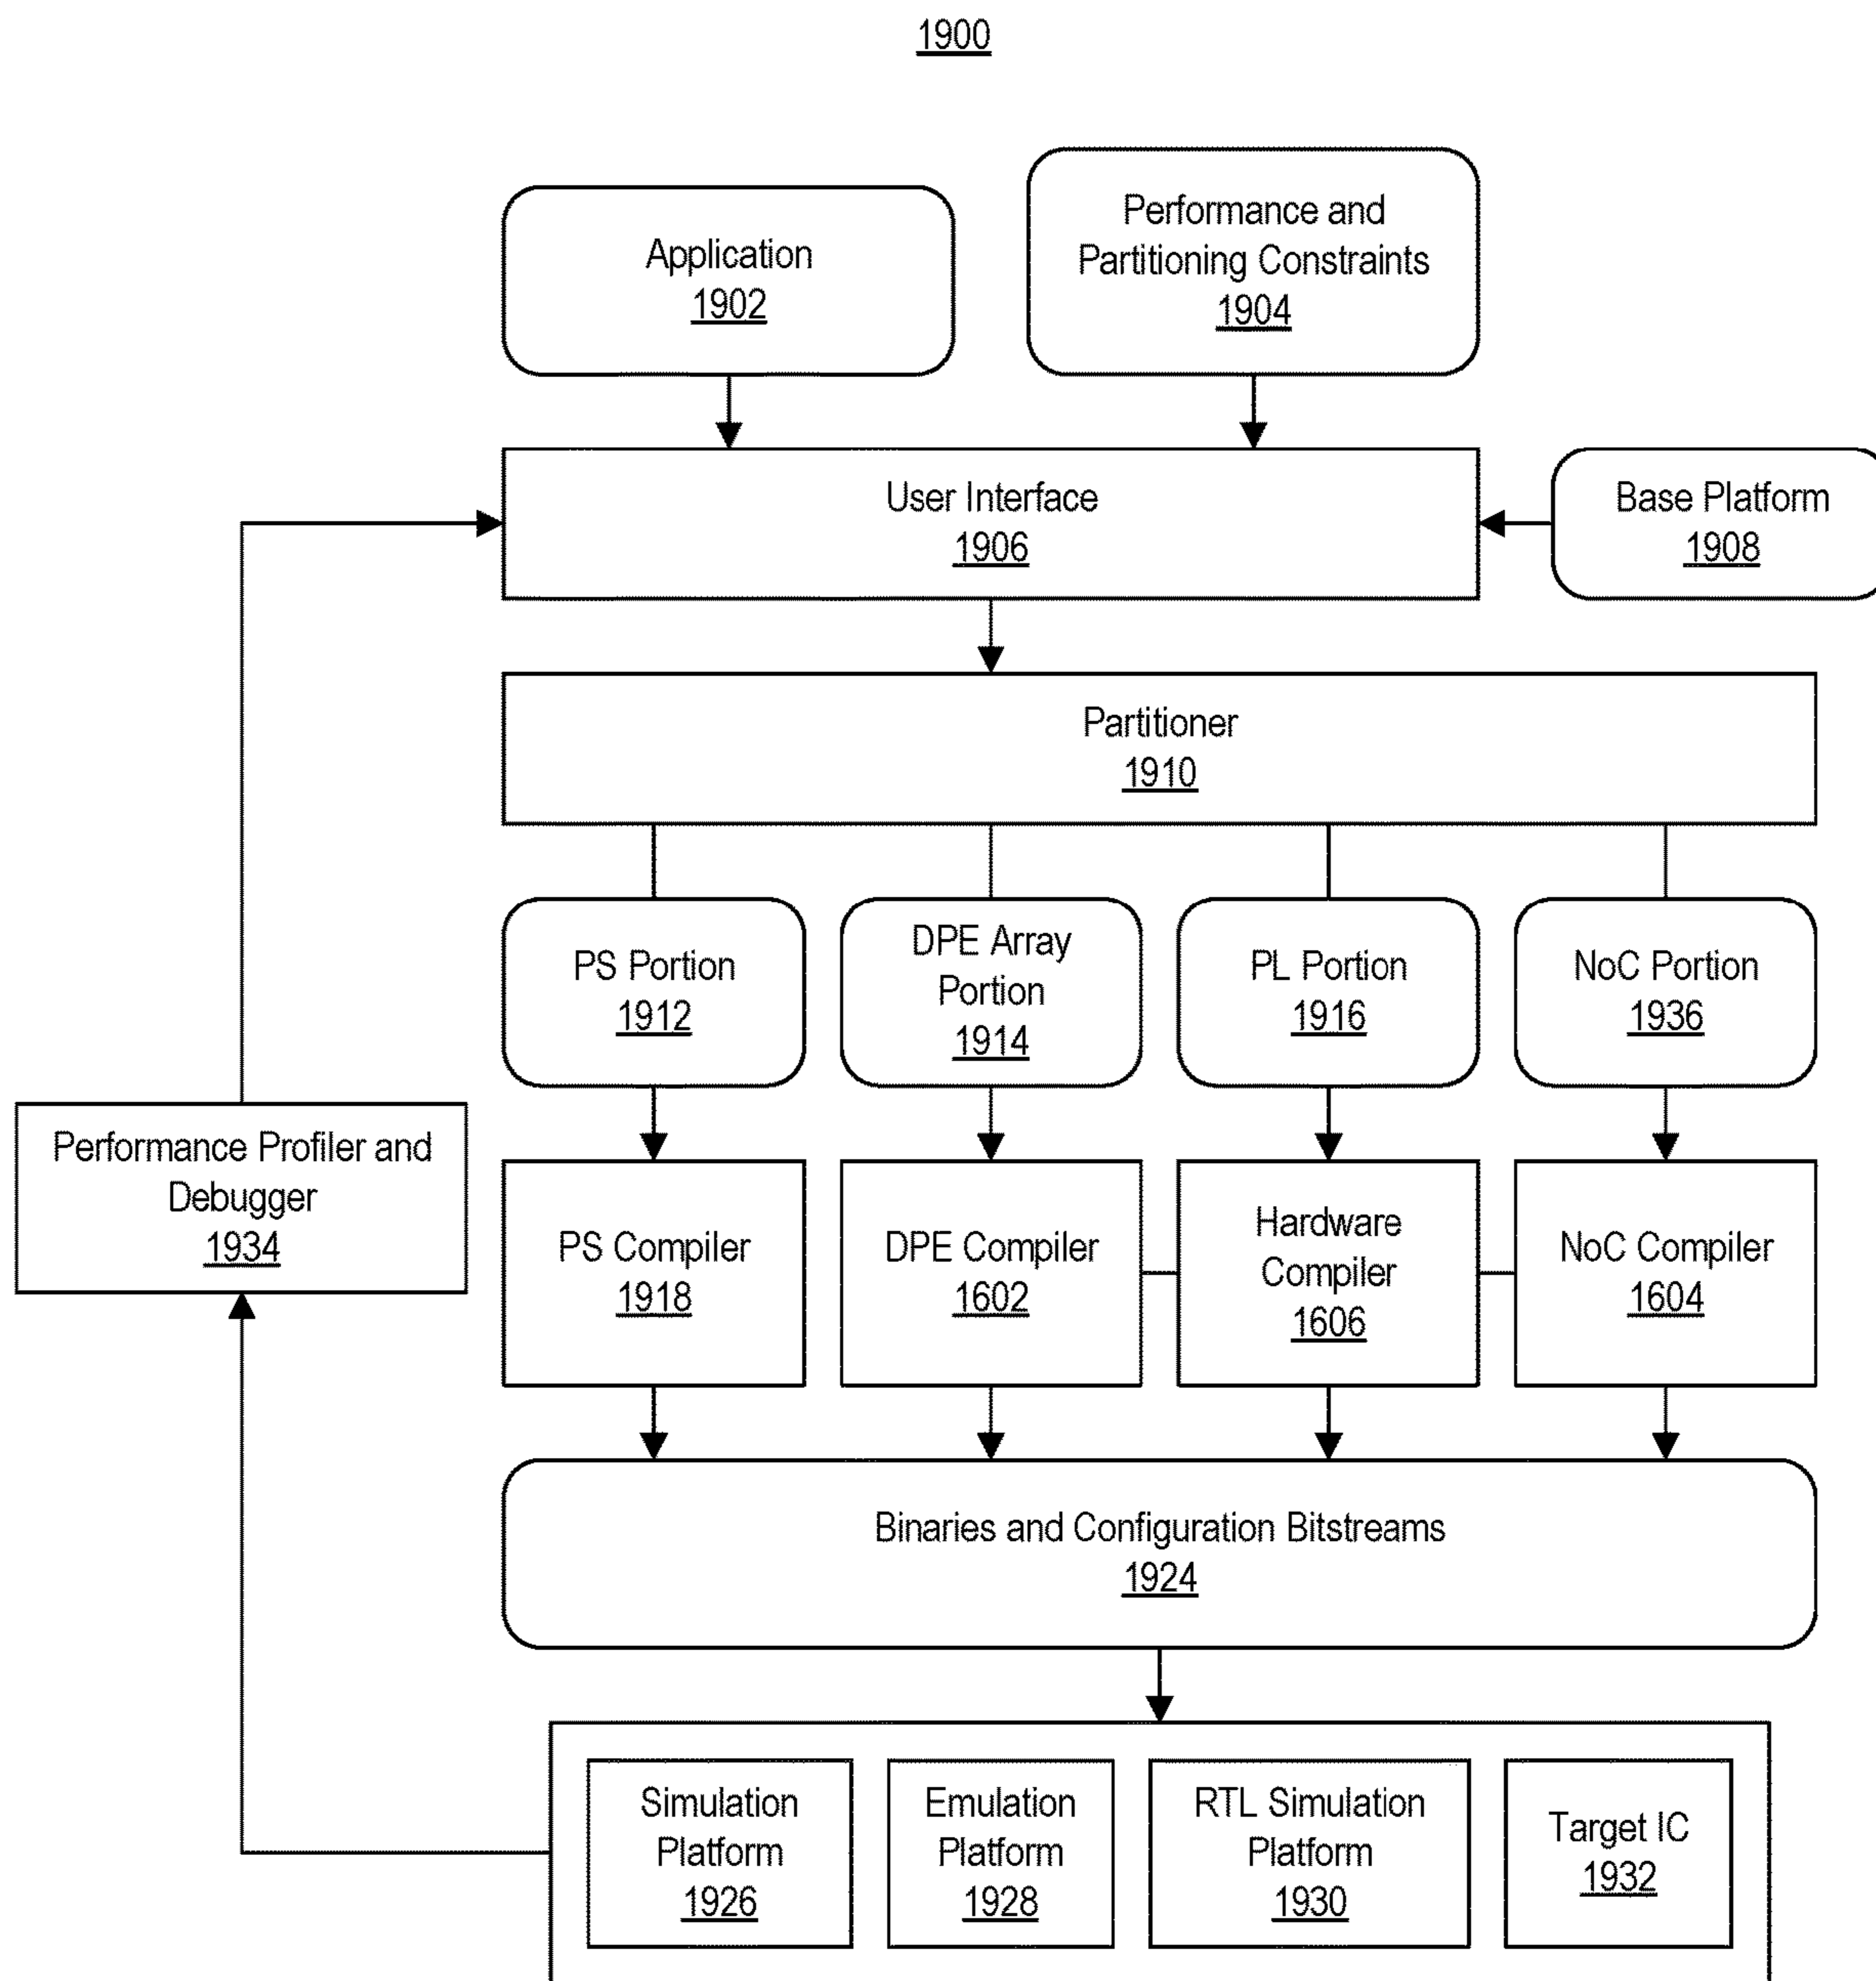 1900
Application
1902
Performance and
Partitioning Constraints
1904
User Interface
1906
Base Platform
1908
Partitioner
1910
PS Portion
1912
DPE Array
Portion
1914
PL Portion
1916
NoC Portion
1936
Performance Profiler and
Debugger
1934
PS Compiler
1918
DPE Compiler
1602
Hardware
Compiler
1606
NoC Compiler
1604
Binaries and Configuration Bitstreams
1924
Simulation
Platform
1926
Emulation
Platform
1928
RTL Simulation
Platform
1930
Target IC
1932